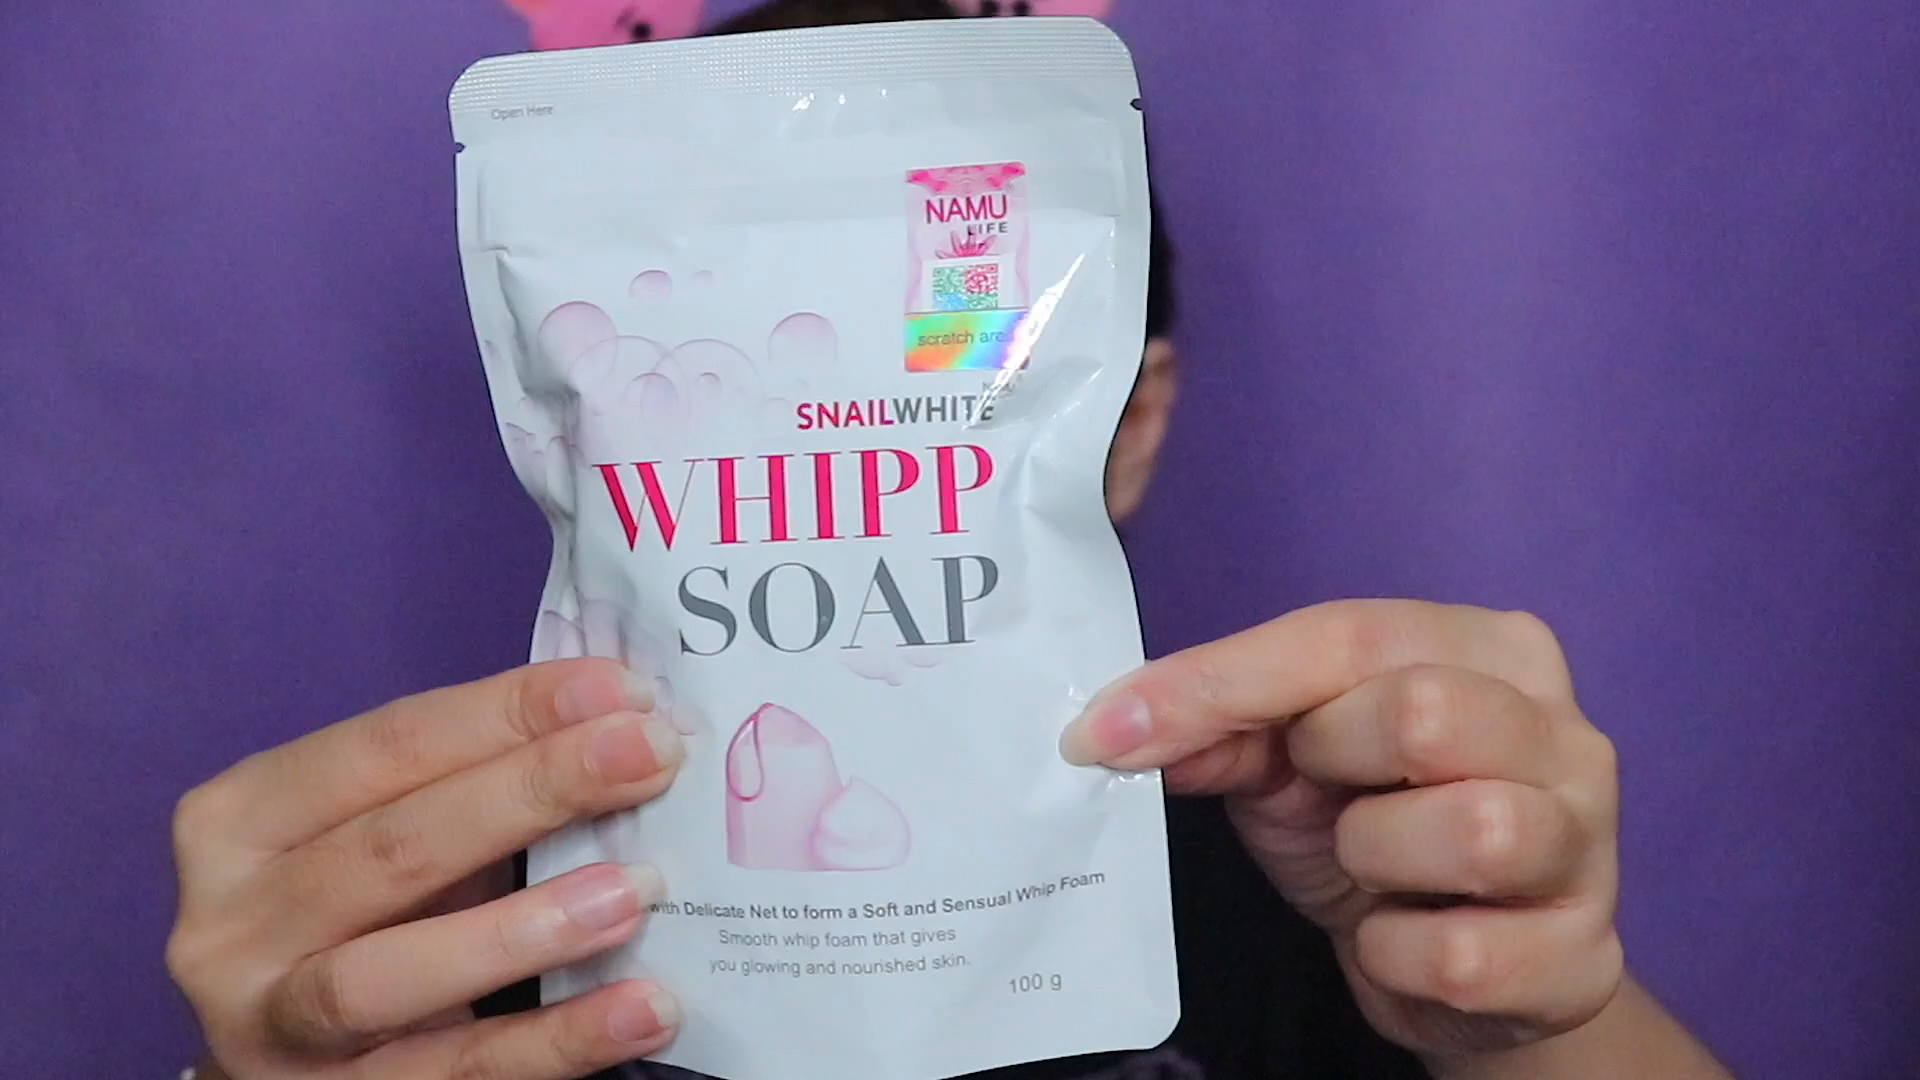 Open Here
NAMU
LIFE
scratch
SNAILWHITE
WHIPP
SOAP
with Delicate Net to form a Soft and Sensual Whip Foam
Smooth whip foam that gives
you glowing and nourished skin.
100 g